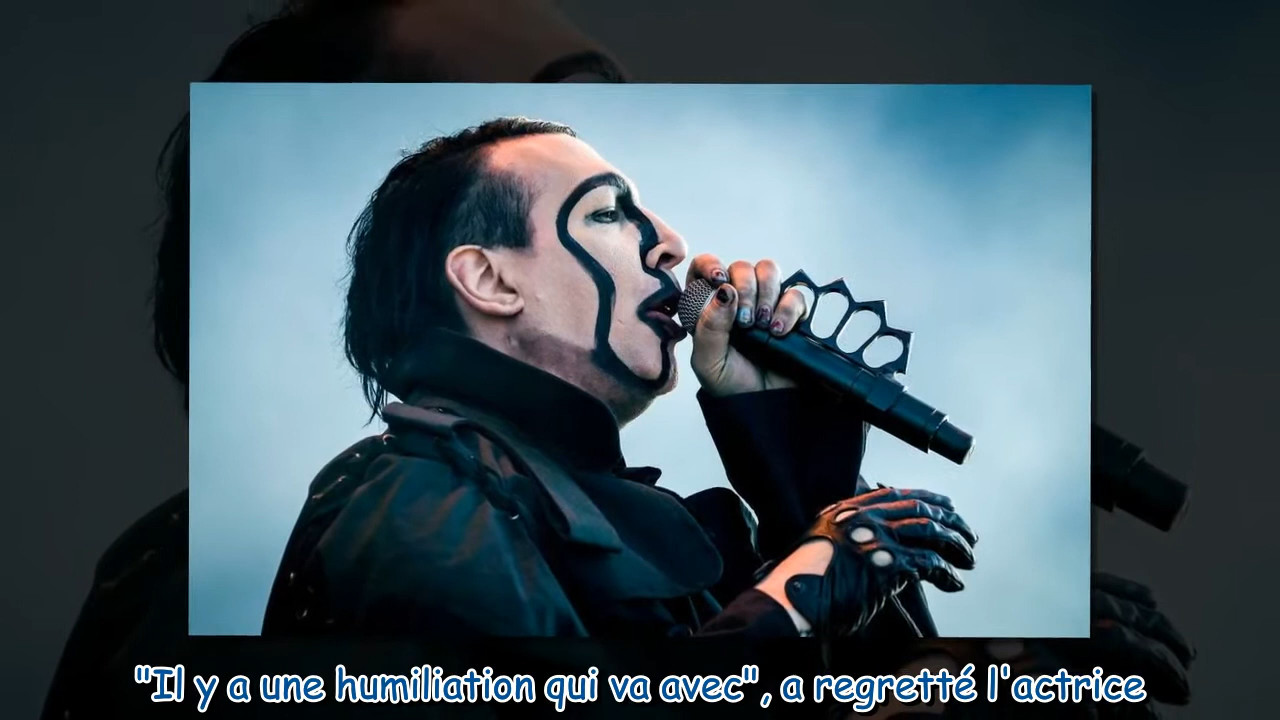 "Il y a une humiliation qui va avec", a regretté l'actrice